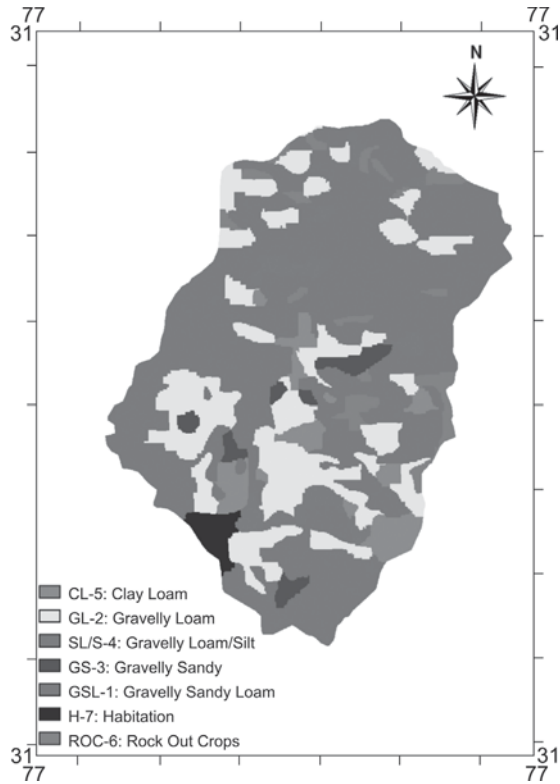 77 77
31 31
N
CL-5: Clay Loam
GL-2: Gravelly Loam
SL/S-4: Gravelly Loam/Silt
GS-3: Gravelly Sandy
GSL-1: Gravelly Sandy Loam
H-7: Habitation
ROC-6: Rock Out Crops
31 31
77 77